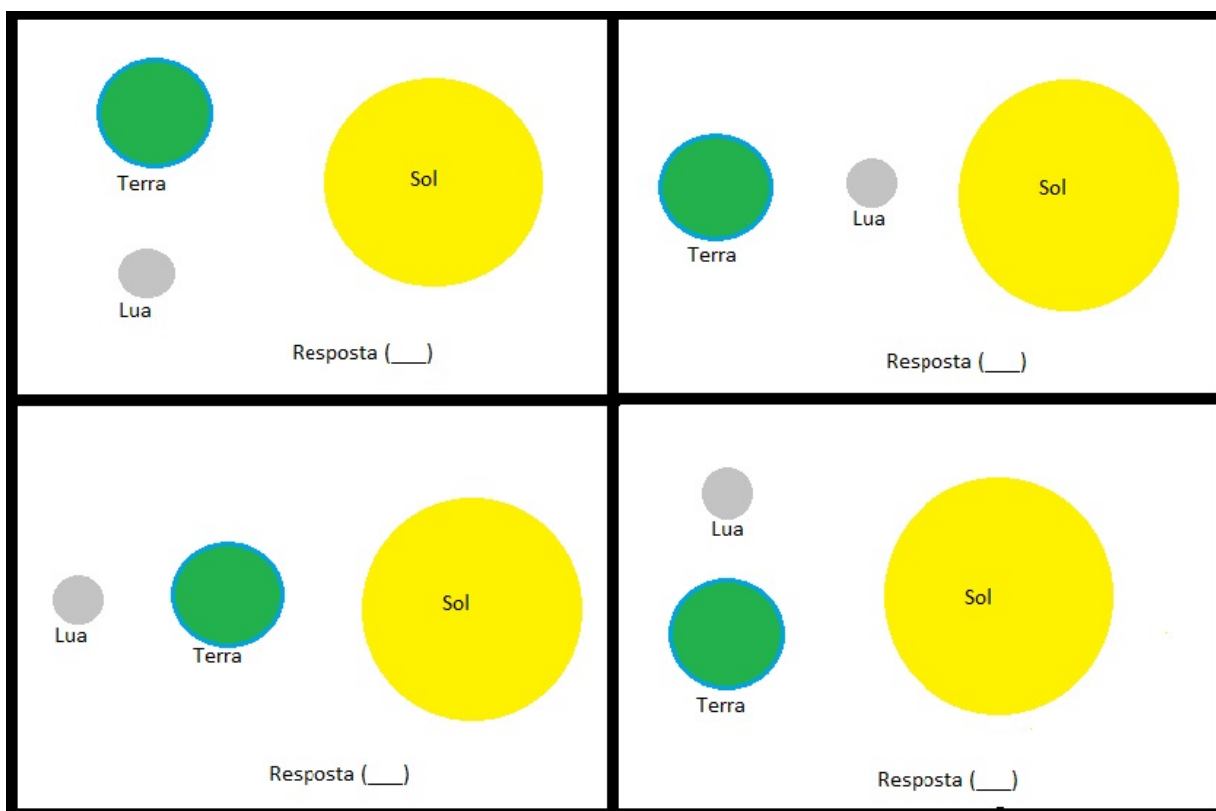 Terra
Sol
Lua
Resposta (___)
Sol
Lua
Terra
Resposta (___)
Sol
Lua
Terra
Resposta (___)
Lua
Sol
Terra
Resposta (___)